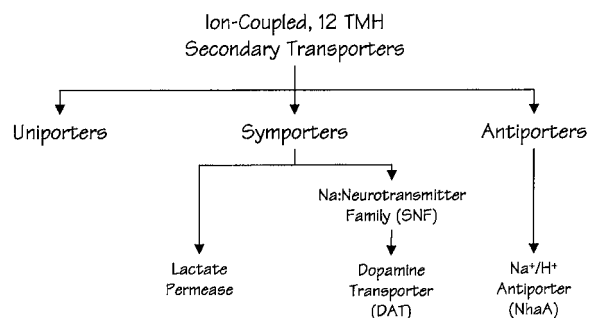 Ion-Coupled, 12 TMH
Secondary Transporters
Uniporters
Symporters
Antiporters
Na:Neurotransmitter
Family (SNF)
Lactate
Permease
Dopamine
Transporter
(DAT)
Na⁺/H⁺
Antiporter
(NhaA)